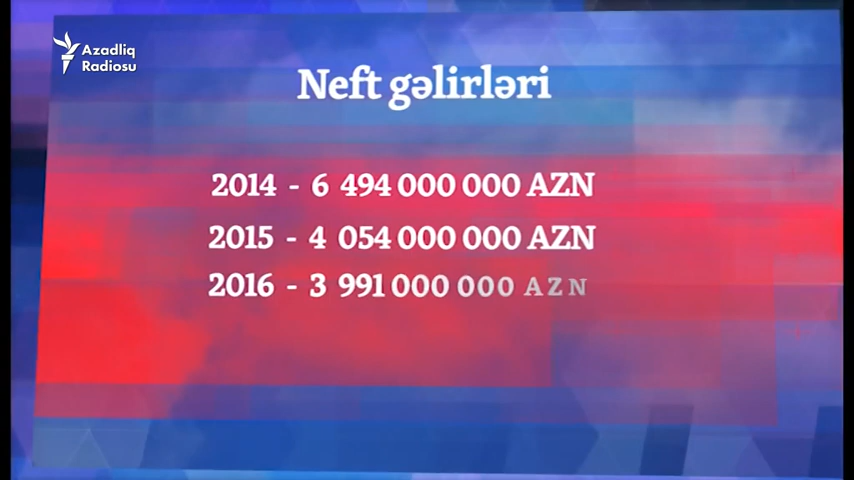 Azadlıq
Radiosu
Neft gəlirləri
2014 - 6 494 000 000 AZN
2015 - 4 054 000 000 AZN
2016 - 3 991 000 000 AZN